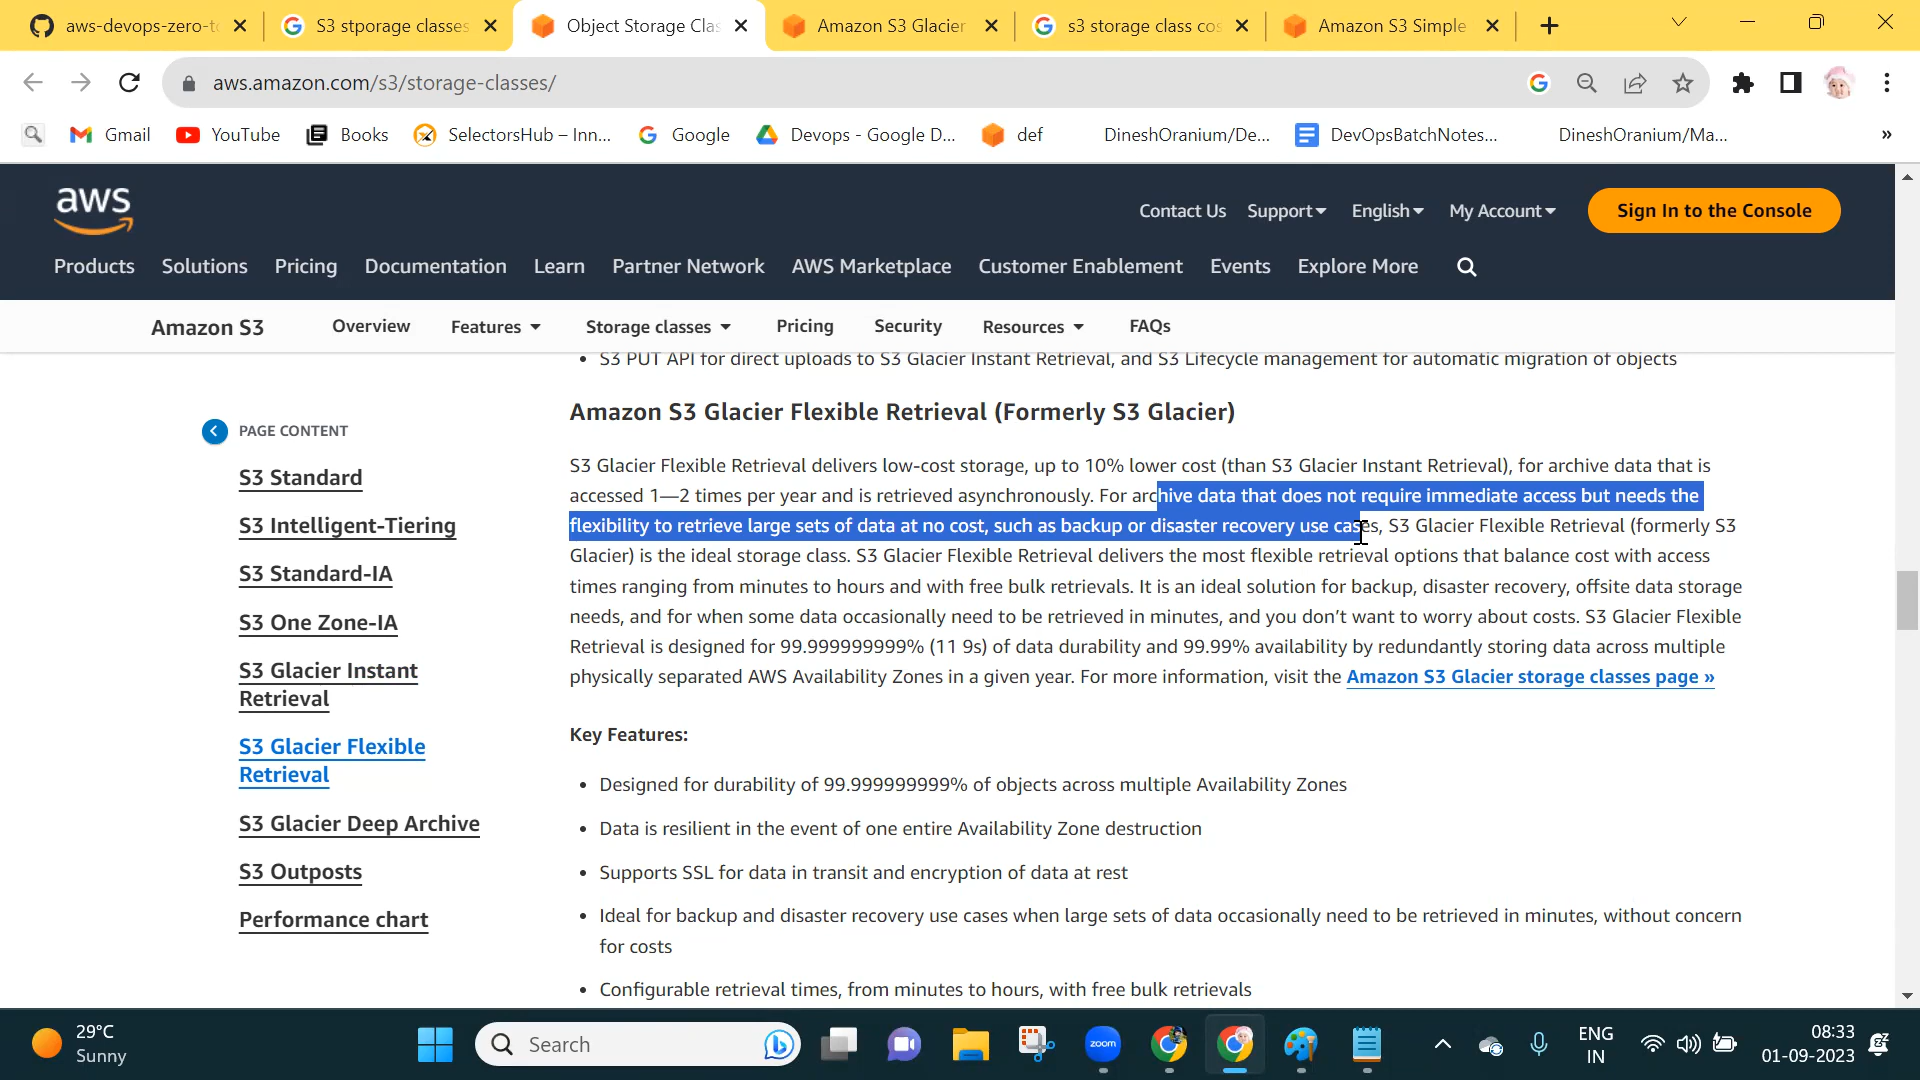 aws-devops-zero-to
S3 stporage classes
Object Storage Clas
Amazon S3 Glacier
s3 storage class cos
Amazon S3 Simple
aws.amazon.com/s3/storage-classes/
Gmail
YouTube
Books
SelectorsHub – Inn...
Google
Devops - Google D...
def
DineshOranium/De...
DevOpsBatchNotes...
DineshOranium/Ma...
»
aws
Contact Us
Support
English
My Account
Sign In to the Console
Products
Solutions
Pricing
Documentation
Learn
Partner Network
AWS Marketplace
Customer Enablement
Events
Explore More
Amazon S3
Overview
Features
Storage classes
Pricing
Security
Resources
FAQs
PAGE CONTENT
S3 Standard
S3 Intelligent-Tiering
S3 Standard-IA
S3 One Zone-IA
S3 Glacier Instant
Retrieval
S3 Glacier Flexible
Retrieval
S3 Glacier Deep Archive
S3 Outposts
Performance chart
• S3 PUT API for direct uploads to S3 Glacier Instant Retrieval, and S3 Lifecycle management for automatic migration of objects
Amazon S3 Glacier Flexible Retrieval (Formerly S3 Glacier)
S3 Glacier Flexible Retrieval delivers low-cost storage, up to 10% lower cost (than S3 Glacier Instant Retrieval), for archive data that is
accessed 1—2 times per year and is retrieved asynchronously. For archive data that does not require immediate access but needs the
flexibility to retrieve large sets of data at no cost, such as backup or disaster recovery use cases, S3 Glacier Flexible Retrieval (formerly S3
Glacier) is the ideal storage class. S3 Glacier Flexible Retrieval delivers the most flexible retrieval options that balance cost with access
times ranging from minutes to hours and with free bulk retrievals. It is an ideal solution for backup, disaster recovery, offsite data storage
needs, and for when some data occasionally need to be retrieved in minutes, and you don’t want to worry about costs. S3 Glacier Flexible
Retrieval is designed for 99.999999999% (11 9s) of data durability and 99.99% availability by redundantly storing data across multiple
physically separated AWS Availability Zones in a given year. For more information, visit the Amazon S3 Glacier storage classes page »
Key Features:
• Designed for durability of 99.999999999% of objects across multiple Availability Zones
• Data is resilient in the event of one entire Availability Zone destruction
• Supports SSL for data in transit and encryption of data at rest
• Ideal for backup and disaster recovery use cases when large sets of data occasionally need to be retrieved in minutes, without concern
for costs
• Configurable retrieval times, from minutes to hours, with free bulk retrievals
29°C
Sunny
Search
zoom
ENG
IN
08:33
01-09-2023